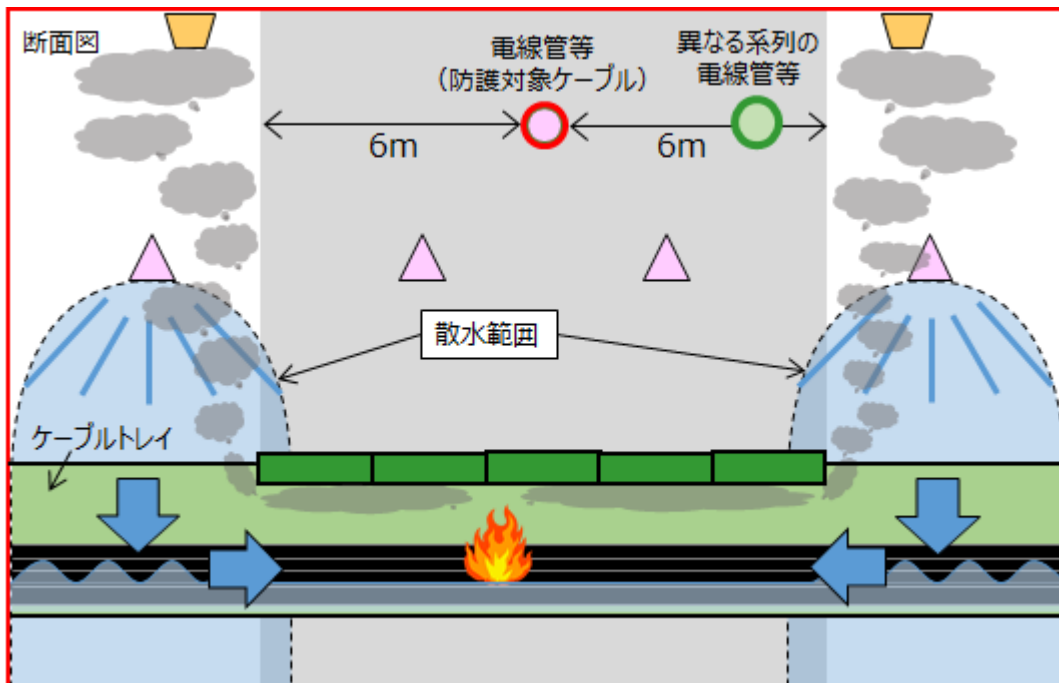 断面図
電線管等
（防護対象ケーブル）
異なる系列の
電線管等
6m
6m
散水範囲
ケーブルトレイ